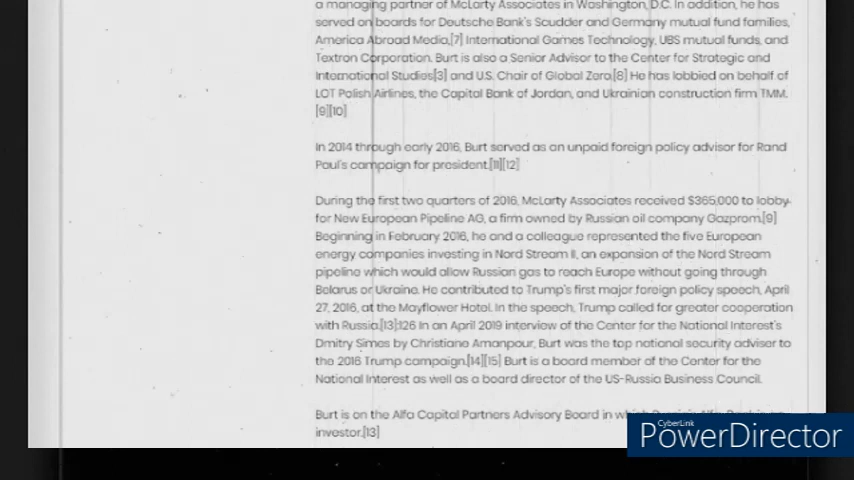 a managing partner of McLarty Associates in Washington, D.C. In addition, he has
served on boards for Deutsche Bank's Scudder and Germany mutual fund families,
America Abroad Media,[7] International Games Technology, UBS mutual funds, and
Textron Corporation. Burt is also a Senior Advisor to the Center for Strategic and
International Studies[3] and U.S. Chair of Global Zero.[8] He has lobbied on behalf of
LOT Polish Airlines, the Capital Bank of Jordan, and Ukrainian construction firm TMM.
[9][10]
In 2014 through early 2016, Burt served as an unpaid foreign policy advisor for Rand
Paul's campaign for president.[11][12]
During the first two quarters of 2016, McLarty Associates received $365,000 to lobby
for New European Pipeline AG, a firm owned by Russian oil company Gazprom.[9]
Beginning in February 2016, he and a colleague represented the five European
energy companies investing in Nord Stream II, an expansion of the Nord Stream
pipeline which would allow Russian gas to reach Europe without going through
Belarus or Ukraine. He contributed to Trump's first major foreign policy speech, April
27, 2016, at the Mayflower Hotel. In the speech, Trump called for greater cooperation
with Russia.[13]:126 In an April 2019 interview of the Center for the National Interest's
Dmitry Simes by Christiane Amanpour, Burt was the top national security adviser to
the 2016 Trump campaign.[14][15] Burt is a board member of the Center for the
National Interest as well as a board director of the US-Russia Business Council.
Burt is on the Alfa Capital Partners Advisory Board in which
investor.[13]
CyberLink
PowerDirector